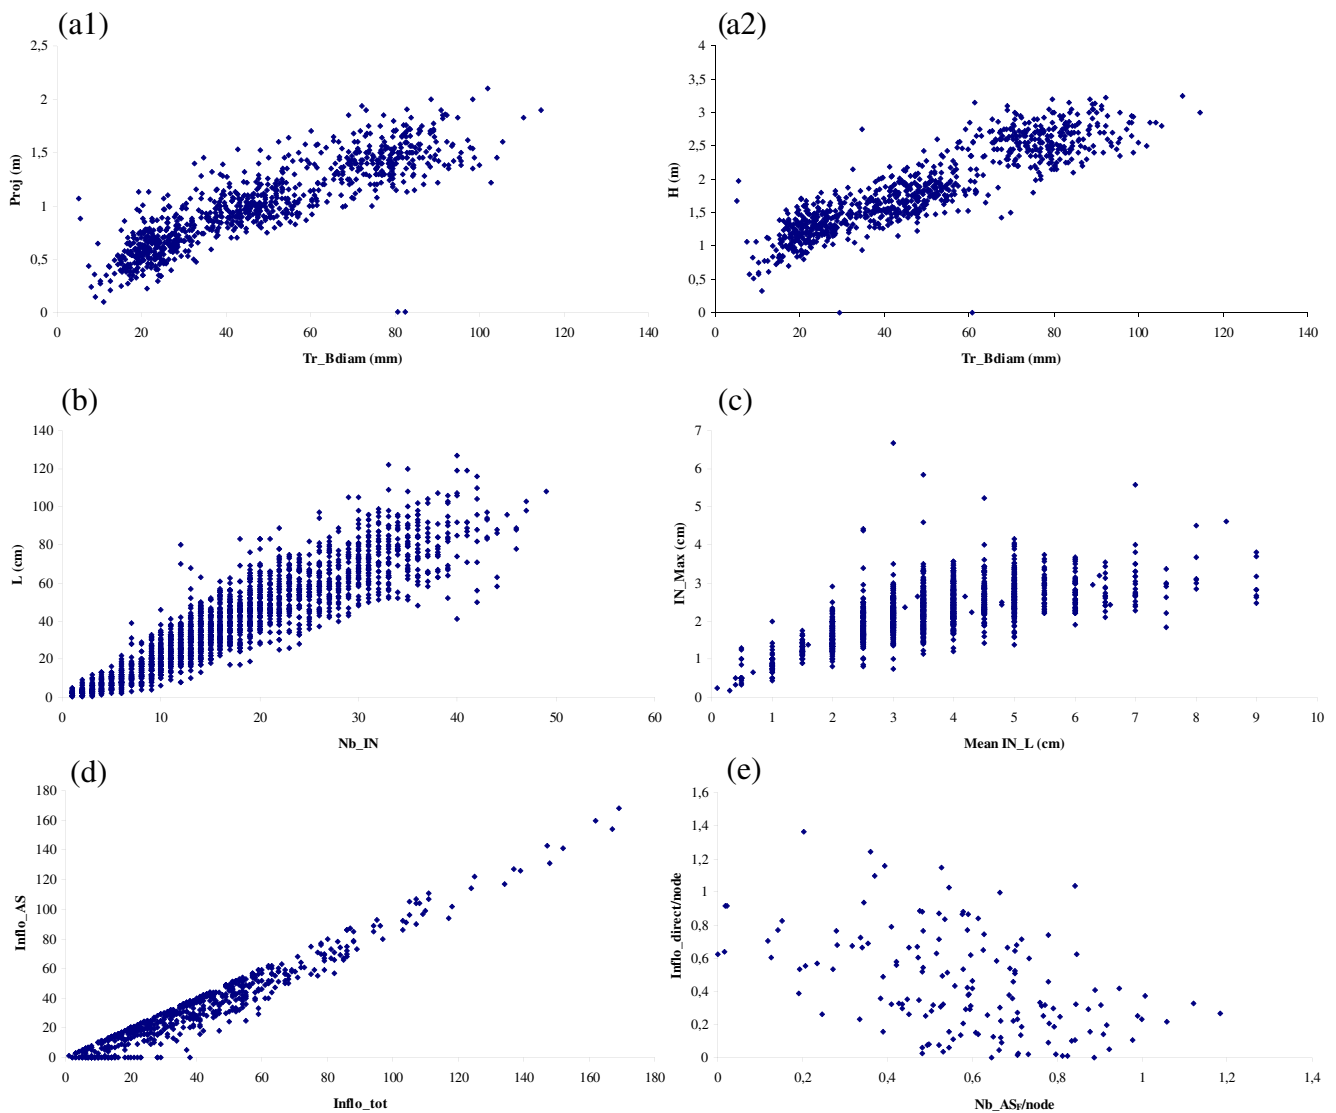 (a1)
2,5
2
1,5
1
0,5
0
Proj (m)
0 20 40 60 80 100 120 140
Tr_Bdiam (mm)
(a2)
4
3,5
3
2,5
2
1,5
1
0,5
0
H (m)
0 20 40 60 80 100 120 140
Tr_Bdiam (mm)
(b)
140
120
100
80
60
40
20
0
L (cm)
0 10 20 30 40 50 60
Nb_IN
(c)
7
6
5
4
3
2
1
0
IN_Max (cm)
0 1 2 3 4 5 6 7 8 9 10
Mean IN_L (cm)
(d)
180
160
140
120
100
80
60
40
20
0
Inflo_AS
0 20 40 60 80 100 120 140 160 180
Inflo_tot
(e)
1,6
1,4
1,2
1
0,8
0,6
0,4
0,2
0
Inflo_direct/node
0 0,2 0,4 0,6 0,8 1 1,2 1,4
Nb_ASF/node